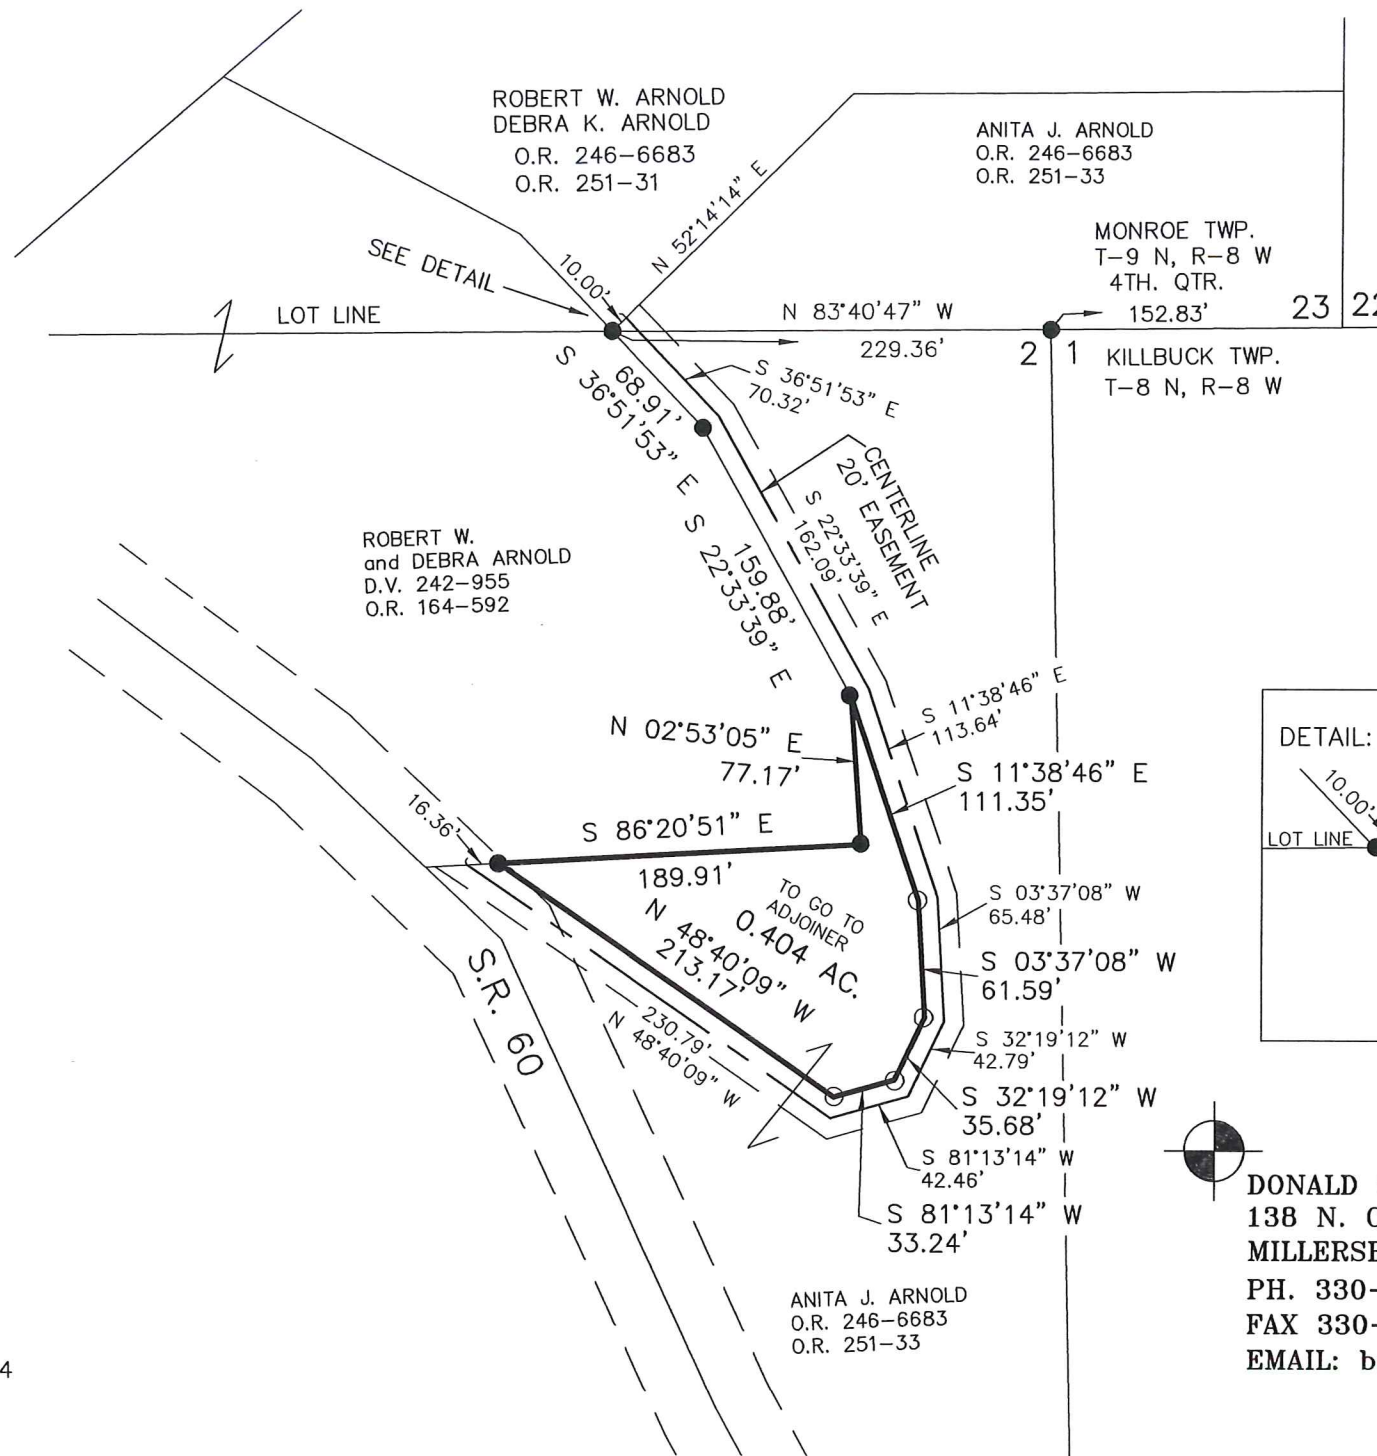 ROBERT W. ARNOLD
DEBRA K. ARNOLD
O.R. 246-6683
O.R. 251-31
ANITA J. ARNOLD
O.R. 246-6683
O.R. 251-33
N 52°14'14" E
MONROE TWP.
T-9 N, R-8 W
4TH. QTR.
152.83'
23
22
SEE DETAIL
10.00'
LOT LINE
N 83°40'47" W
229.36'
2
1
KILLBUCK TWP.
T-8 N, R-8 W
68.91'
S 36°51'53" E
S 36°51'53" E
70.32'
CENTERLINE
20' EASEMENT
S 22°33'39" E
162.09'
159.88'
S 22°33'39" E
ROBERT W.
and DEBRA ARNOLD
D.V. 242-955
O.R. 164-592
N 02°53'05" E
77.17'
S 11°38'46" E
113.64'
S 11°38'46" E
111.35'
DETAIL:
10.00'
LOT LINE
16.36'
S 86°20'51" E
189.91'
TO GO TO
ADJOINER
0.404 AC.
N 48°40'09" W
213.17'
S 03°37'08" W
65.48'
S 03°37'08" W
61.59'
S.R. 60
230.79'
N 48°40'09" W
S 32°19'12" W
42.79'
S 32°19'12" W
35.68'
S 81°13'14" W
42.46'
S 81°13'14" W
33.24'
ANITA J. ARNOLD
O.R. 246-6683
O.R. 251-33
DONALD
138 N.
PH. 330-
FAX 330-
EMAIL: b
4